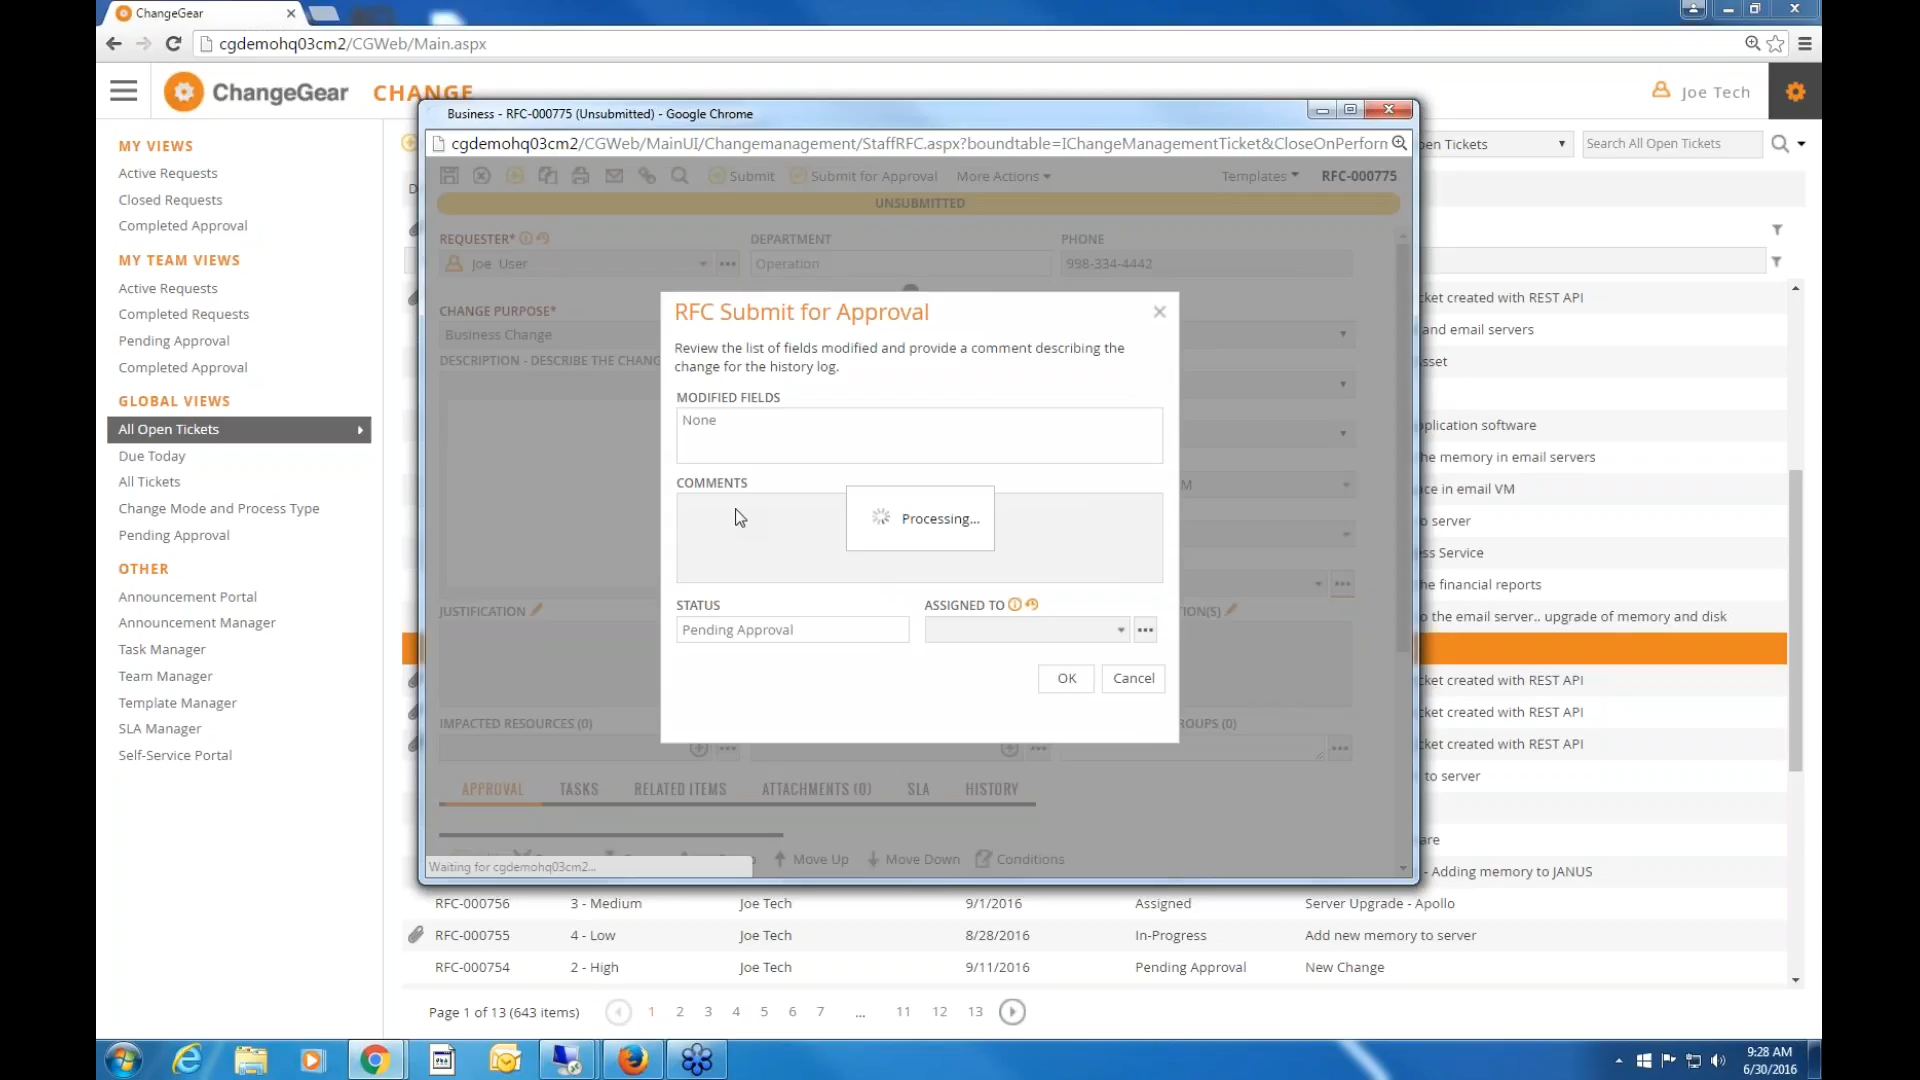 ChangeGear
cgdemohq03cm2/CGWeb/Main.aspx
ChangeGear CHANGE
Joe Tech
MY VIEWS
Active Requests
Closed Requests
Completed Approval
MY TEAM VIEWS
Active Requests
Completed Requests
Pending Approval
Completed Approval
GLOBAL VIEWS
All Open Tickets
Due Today
All Tickets
Change Mode and Process Type
Pending Approval
OTHER
Announcement Portal
Announcement Manager
Task Manager
Team Manager
Template Manager
SLA Manager
Self-Service Portal
Business - RFC-000775 (Unsubmitted) - Google Chrome
cgdemohq03cm2/CGWeb/MainUI/Changemanagement/StaffRFC.aspx?boundtable=IChangeManagementTicket&CloseOnPerforn
Submit Submit for Approval More Actions Templates RFC-000775
UNSUBMITTED
REQUESTER* DEPARTMENT PHONE
Joe User Operation 998-334-4442
CHANGE PURPOSE*
Business Change
DESCRIPTION - DESCRIBE THE CHANG
RFC Submit for Approval
Review the list of fields modified and provide a comment describing the
change for the history log.
MODIFIED FIELDS
None
COMMENTS
Processing...
STATUS ASSIGNED TO
Pending Approval
OK Cancel
M
JUSTIFICATION
ION(S)
IMPACTED RESOURCES (0)
ROUPS (0)
APPROVAL TASKS RELATED ITEMS ATTACHMENTS (0) SLA HISTORY
Move Up Move Down Conditions
Waiting for cgdemohq03cm2...
en Tickets Search All Open Tickets
D
cket created with REST API
and email servers
sset
plication software
he memory in email servers
ce in email VM
o server
ss Service
he financial reports
o the email server.. upgrade of memory and disk
cket created with REST API
cket created with REST API
cket created with REST API
to server
are
- Adding memory to JANUS
RFC-000756 3 - Medium Joe Tech 9/1/2016 Assigned Server Upgrade - Apollo
RFC-000755 4 - Low Joe Tech 8/28/2016 In-Progress Add new memory to server
RFC-000754 2 - High Joe Tech 9/11/2016 Pending Approval New Change
Page 1 of 13 (643 items) 1 2 3 4 5 6 7 ... 11 12 13
9:28 AM
6/30/2016